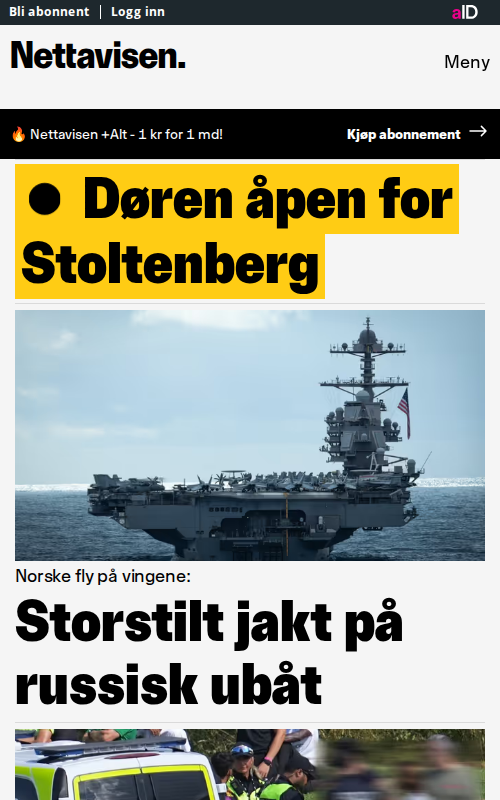 Bli abonnent | Logg inn
aID
Nettavisen.
Meny
🔥 Nettavisen +Alt - 1 kr for 1 md!
Kjøp abonnement →
● Døren åpen for
Stoltenberg
Norske fly på vingene:
Storstilt jakt på
russisk ubåt